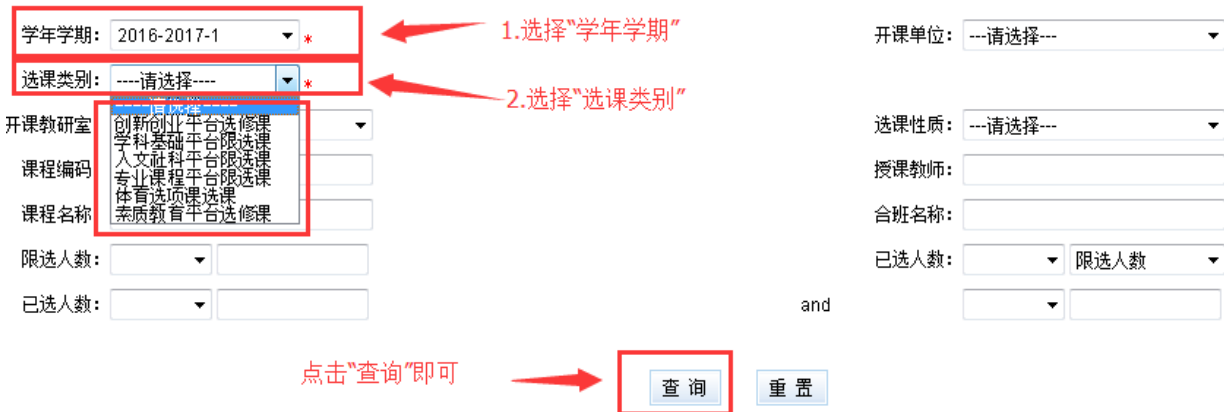 学年学期: 2016-2017-1 * 1.选择“学年学期” 开课单位: ---请选择---
选课类别: ----请选择---- * 2.选择“选课类别”
----请选择----
开课教研室 创新创业平台选修课 选课性质: ---请选择---
学科基础平台限选课
人文社科平台限选课
课程编码 专业课程平台限选课 授课教师:
体育选项课选课
课程名称 素质教育平台选修课 合班名称:
限选人数: 已选人数: 限选人数
已选人数: and
点击“查询”即可 查 询 重 置